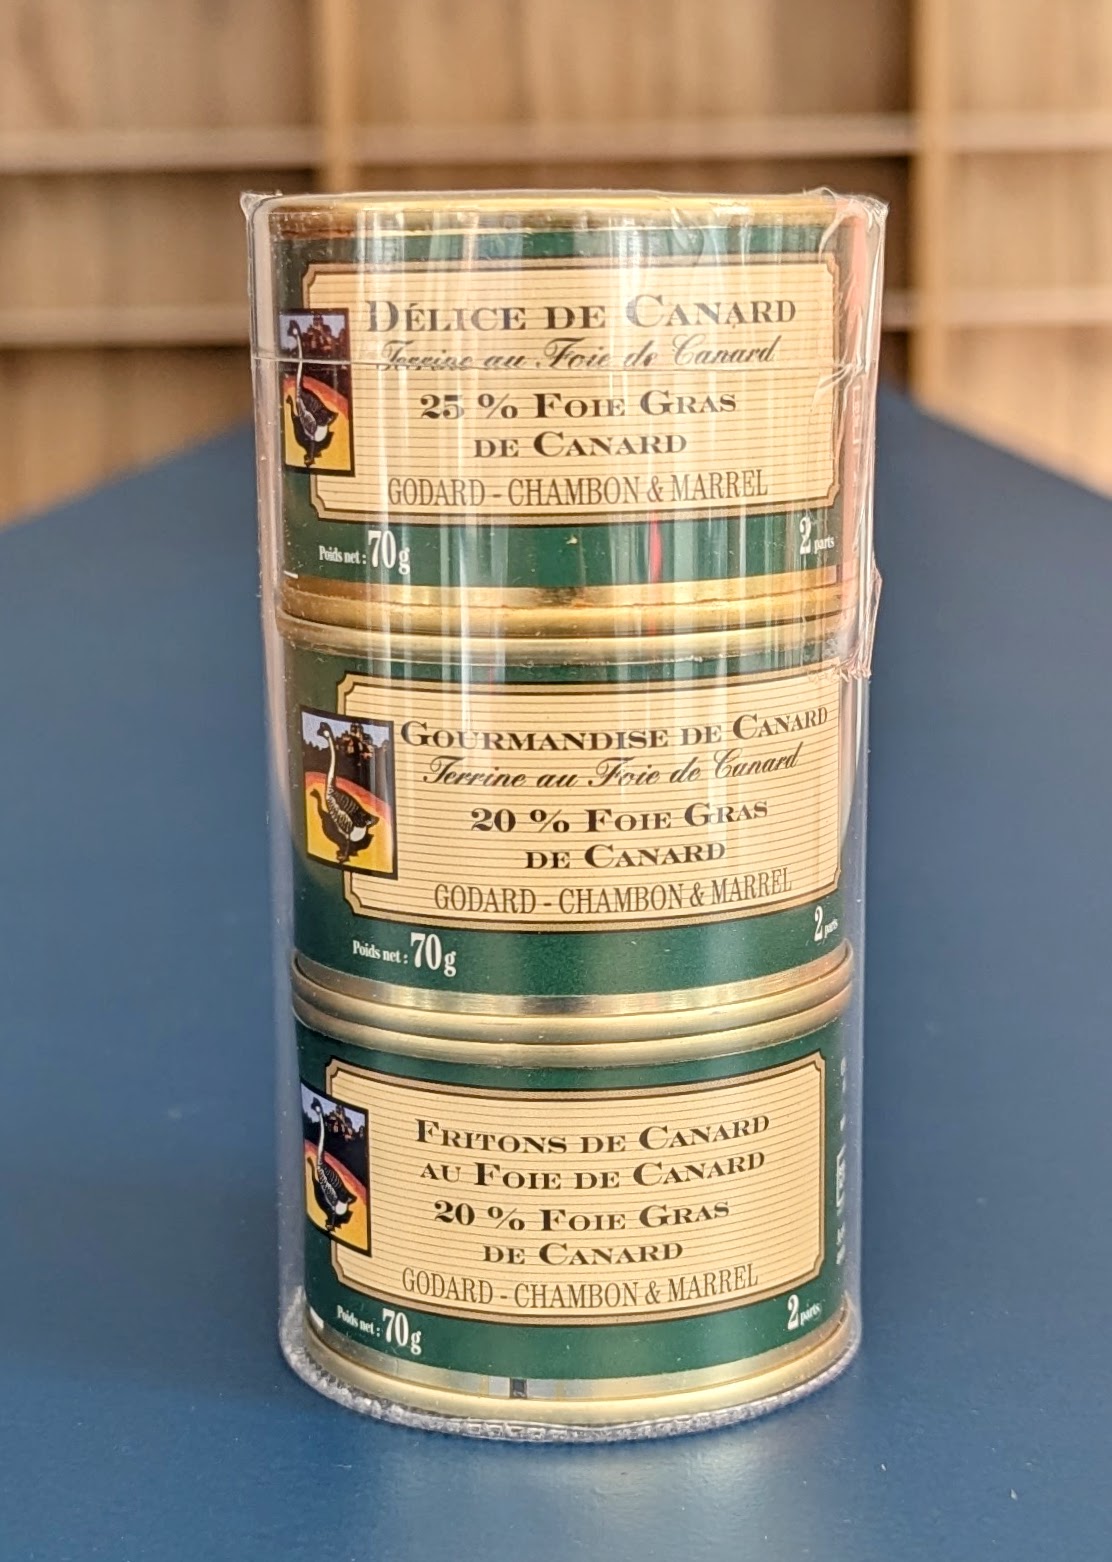 DÉLICE DE CANARD
Terrine au Foie de Canard
25 % FOIE GRAS
DE CANARD
GODARD - CHAMBON & MARREL
Poids net : 70 g
2 parts
GOURMANDISE DE CANARD
Terrine au Foie de Canard
20 % FOIE GRAS
DE CANARD
GODARD - CHAMBON & MARREL
Poids net : 70 g
2 parts
FRITONS DE CANARD
AU FOIE DE CANARD
20 % FOIE GRAS
DE CANARD
GODARD - CHAMBON & MARREL
Poids net : 70 g
2 parts